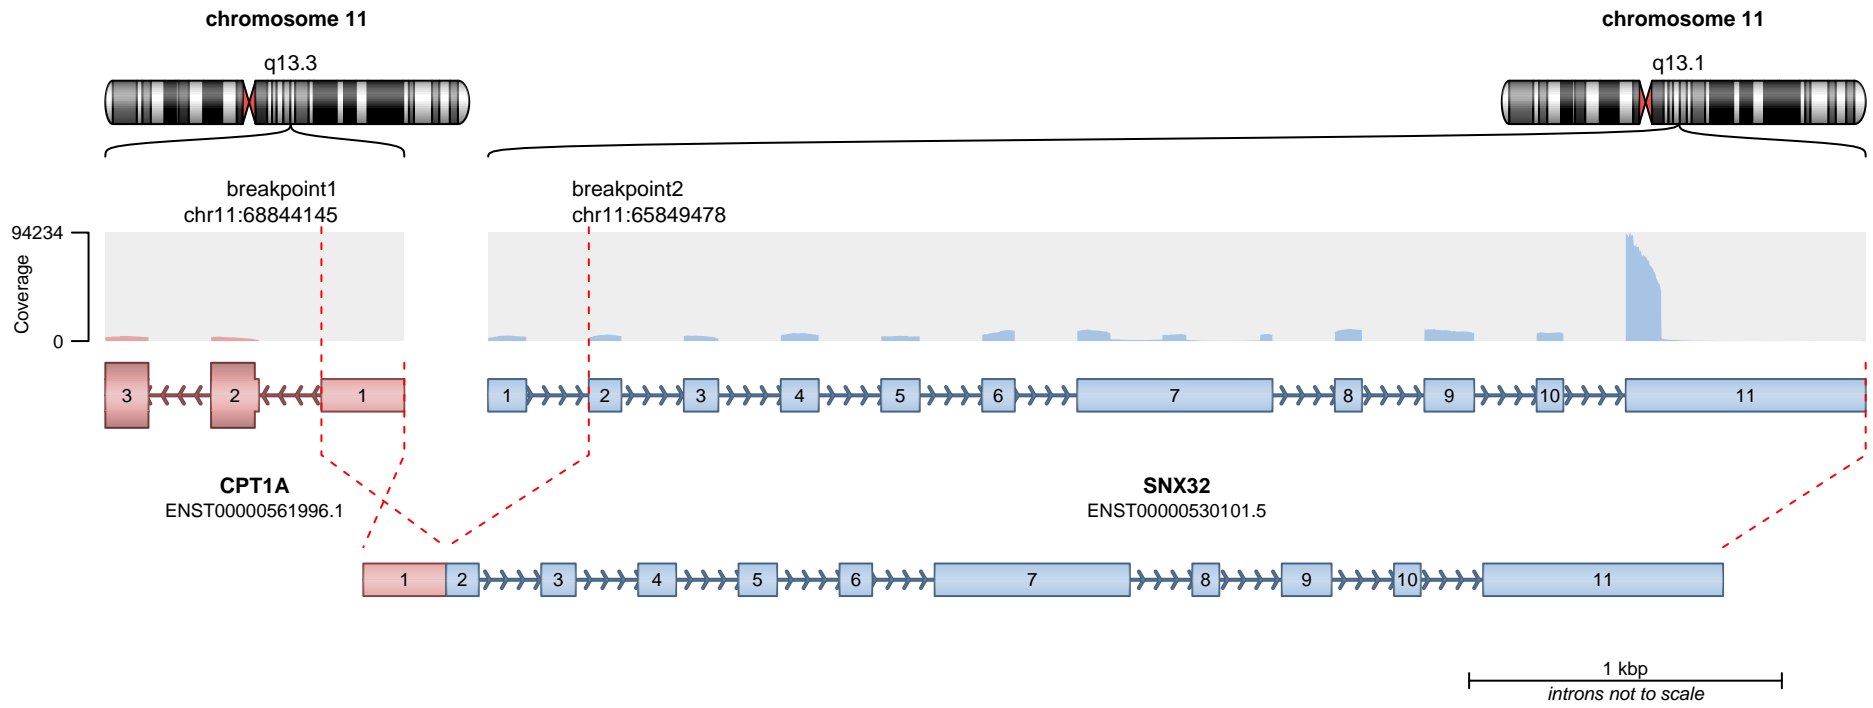 chromosome 11
chromosome 11
q13.3
q13.1
breakpoint1
chr11:68844145
breakpoint2
chr11:65849478
94234
Coverage
0
3 2 1
1 2 3 4 5 6 7 8 9 10 11
CPT1A
ENST00000561996.1
SNX32
ENST00000530101.5
1 2 3 4 5 6 7 8 9 10 11
1 kbp
introns not to scale